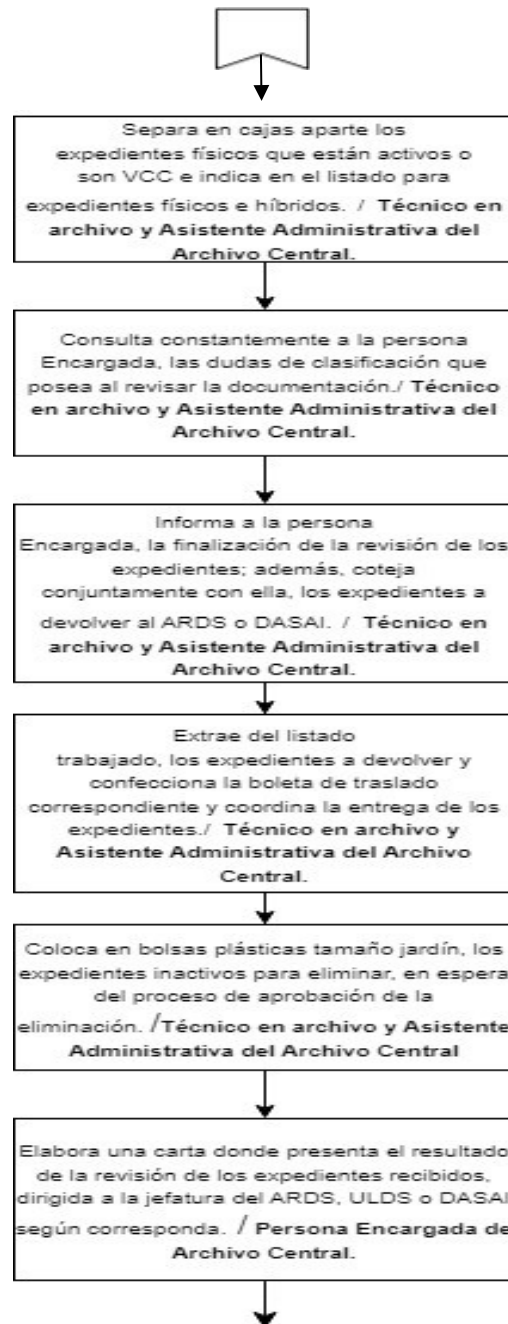 Separa en cajas aparte los
expedientes físicos que están activos o
son VCC e indica en el listado para
expedientes físicos e híbridos. / Técnico en
archivo y Asistente Administrativa del
Archivo Central.
Consulta constantemente a la persona
Encargada, las dudas de clasificación que
posea al revisar la documentación./ Técnico
en archivo y Asistente Administrativa del
Archivo Central.
Informa a la persona
Encargada, la finalización de la revisión de los
expedientes; además, coteja
conjuntamente con ella, los expedientes a
devolver al ARDS o DASAI. / Técnico en
archivo y Asistente Administrativa del
Archivo Central.
Extrae del listado
trabajado, los expedientes a devolver y
confecciona la boleta de traslado
correspondiente y coordina la entrega de los
expedientes./ Técnico en archivo y
Asistente Administrativa del Archivo
Central.
Coloca en bolsas plásticas tamaño jardín, los
expedientes inactivos para eliminar, en espera
del proceso de aprobación de la
eliminación. /Técnico en archivo y Asistente
Administrativa del Archivo Central
Elabora una carta donde presenta el resultado
de la revisión de los expedientes recibidos,
dirigida a la jefatura del ARDS, ULDS o DASAI
según corresponda. / Persona Encargada de
Archivo Central.